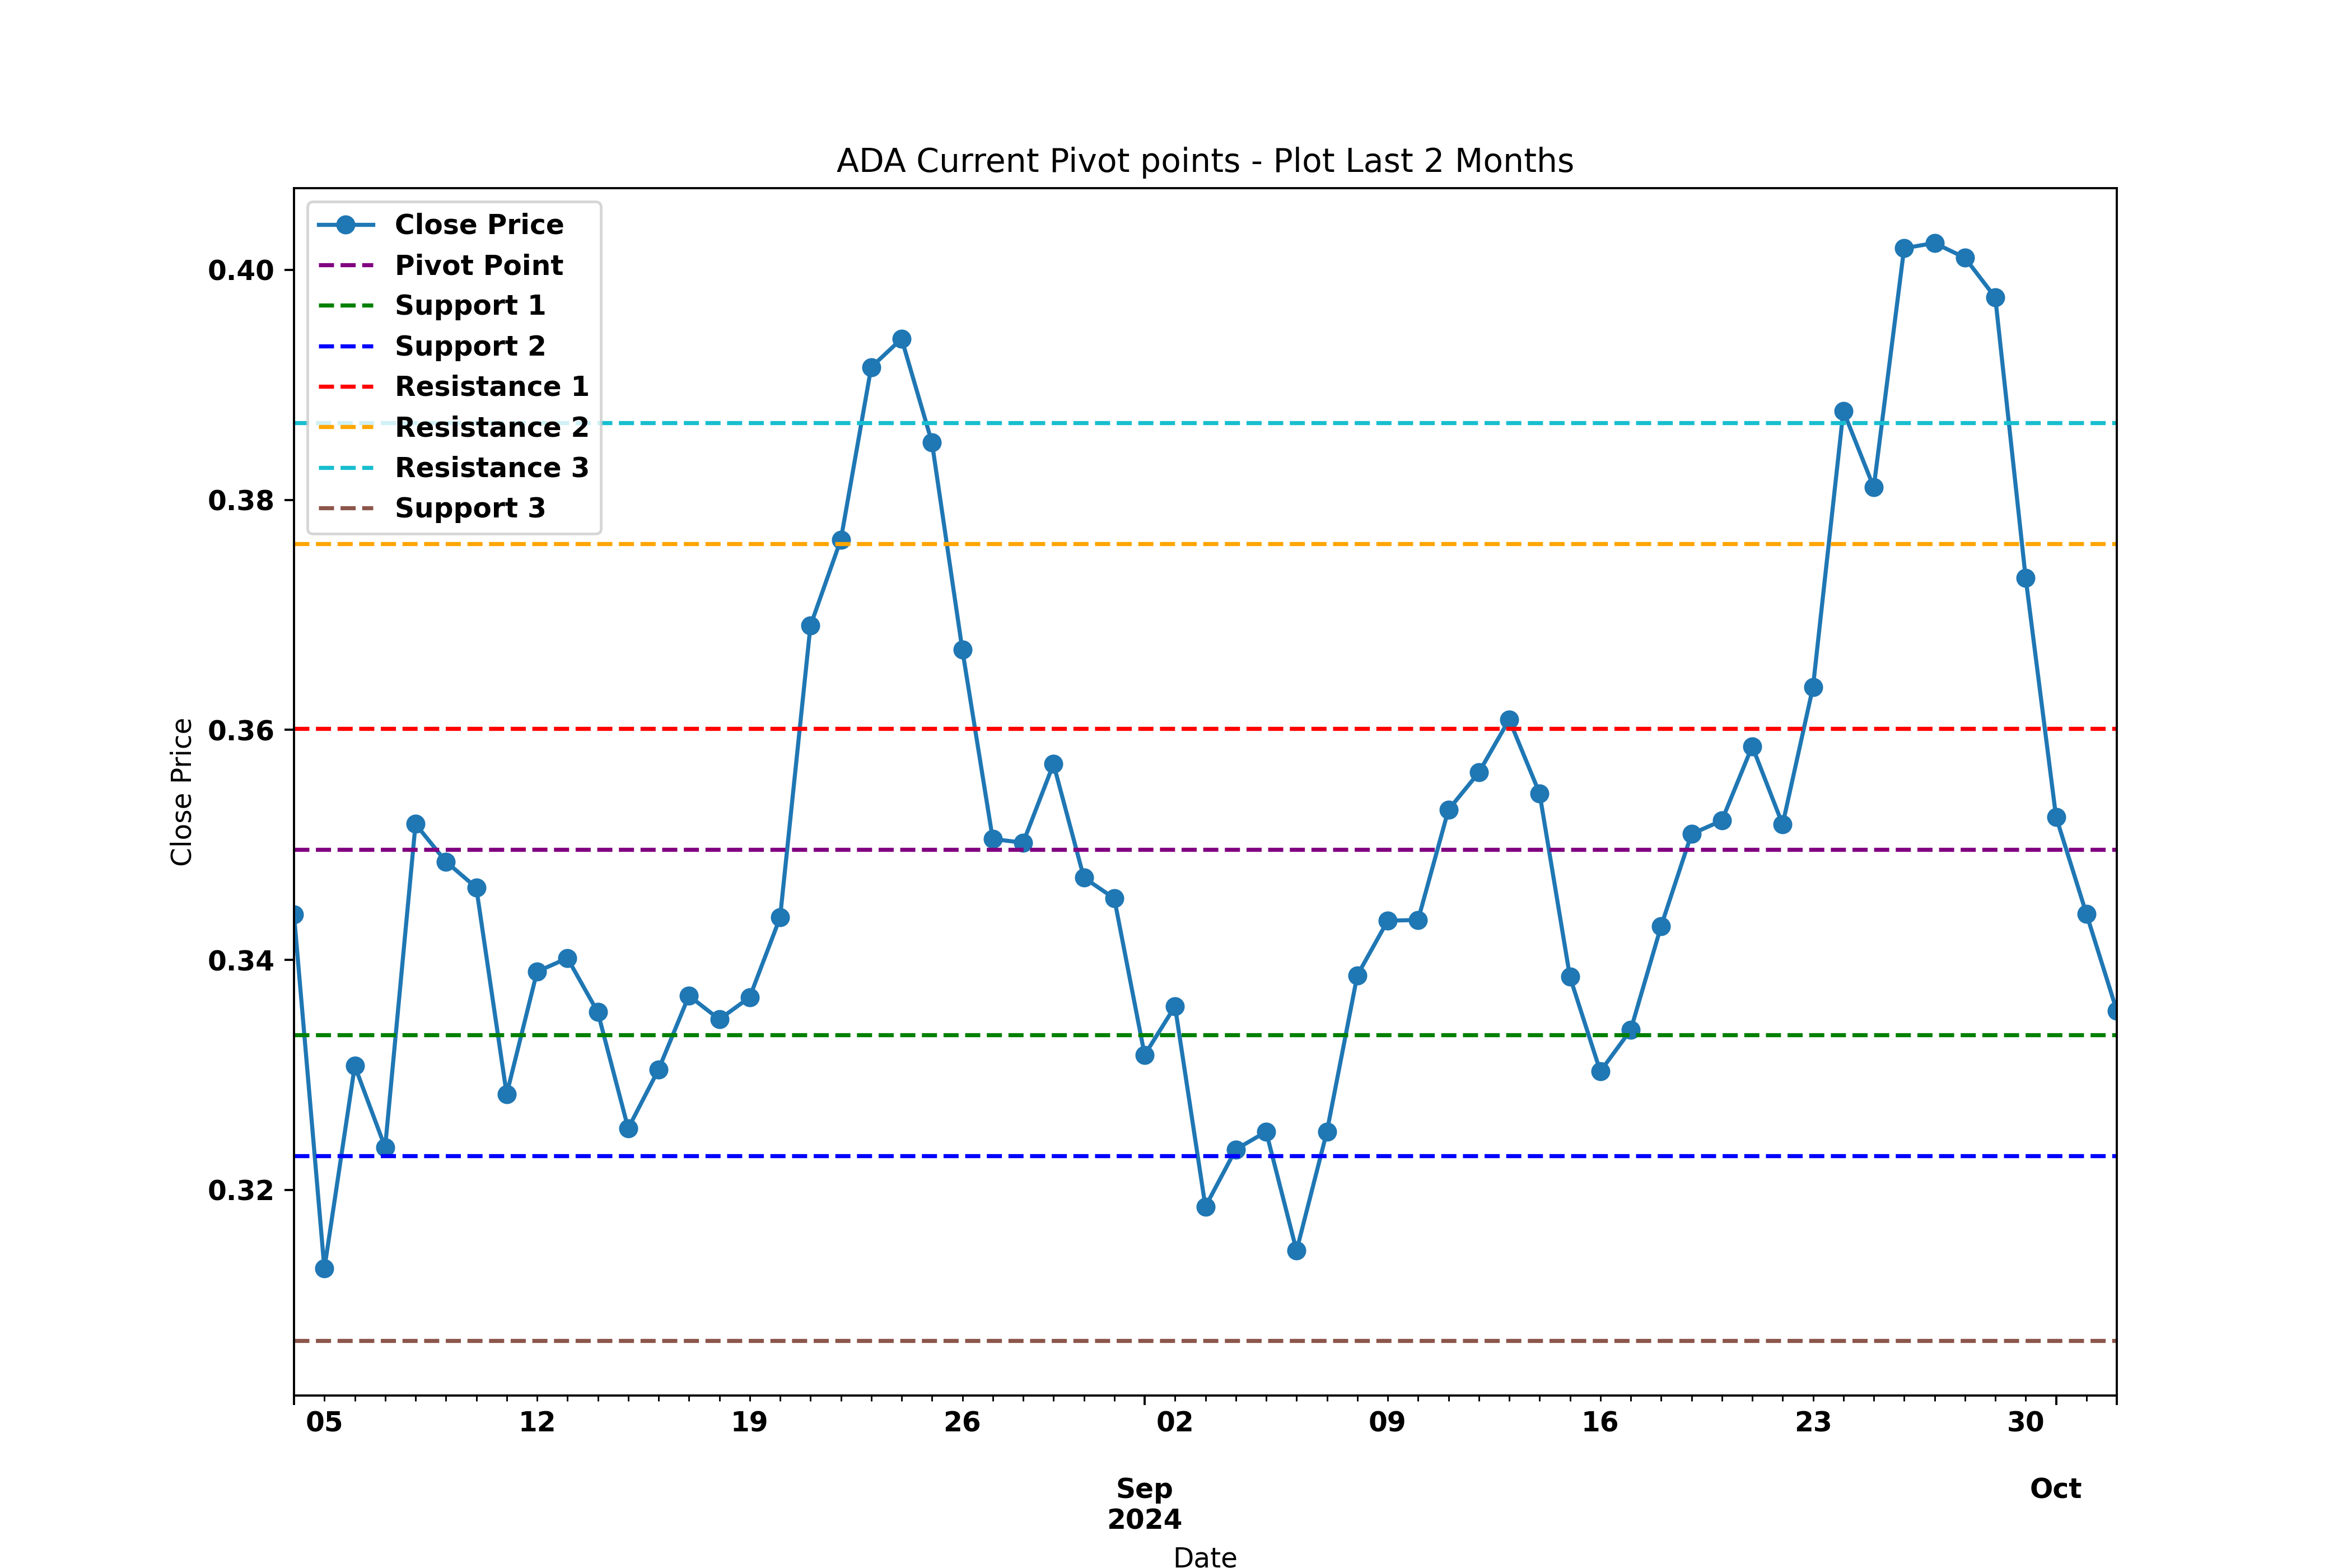 ADA Current Pivot points - Plot Last 2 Months
Close Price
Pivot Point
Support 1
Support 2
Resistance 1
Resistance 2
Resistance 3
Support 3
0.40
0.38
0.36
0.34
0.32
Close Price
05 12 19 26 02 09 16 23 30
Sep Oct
2024
Date